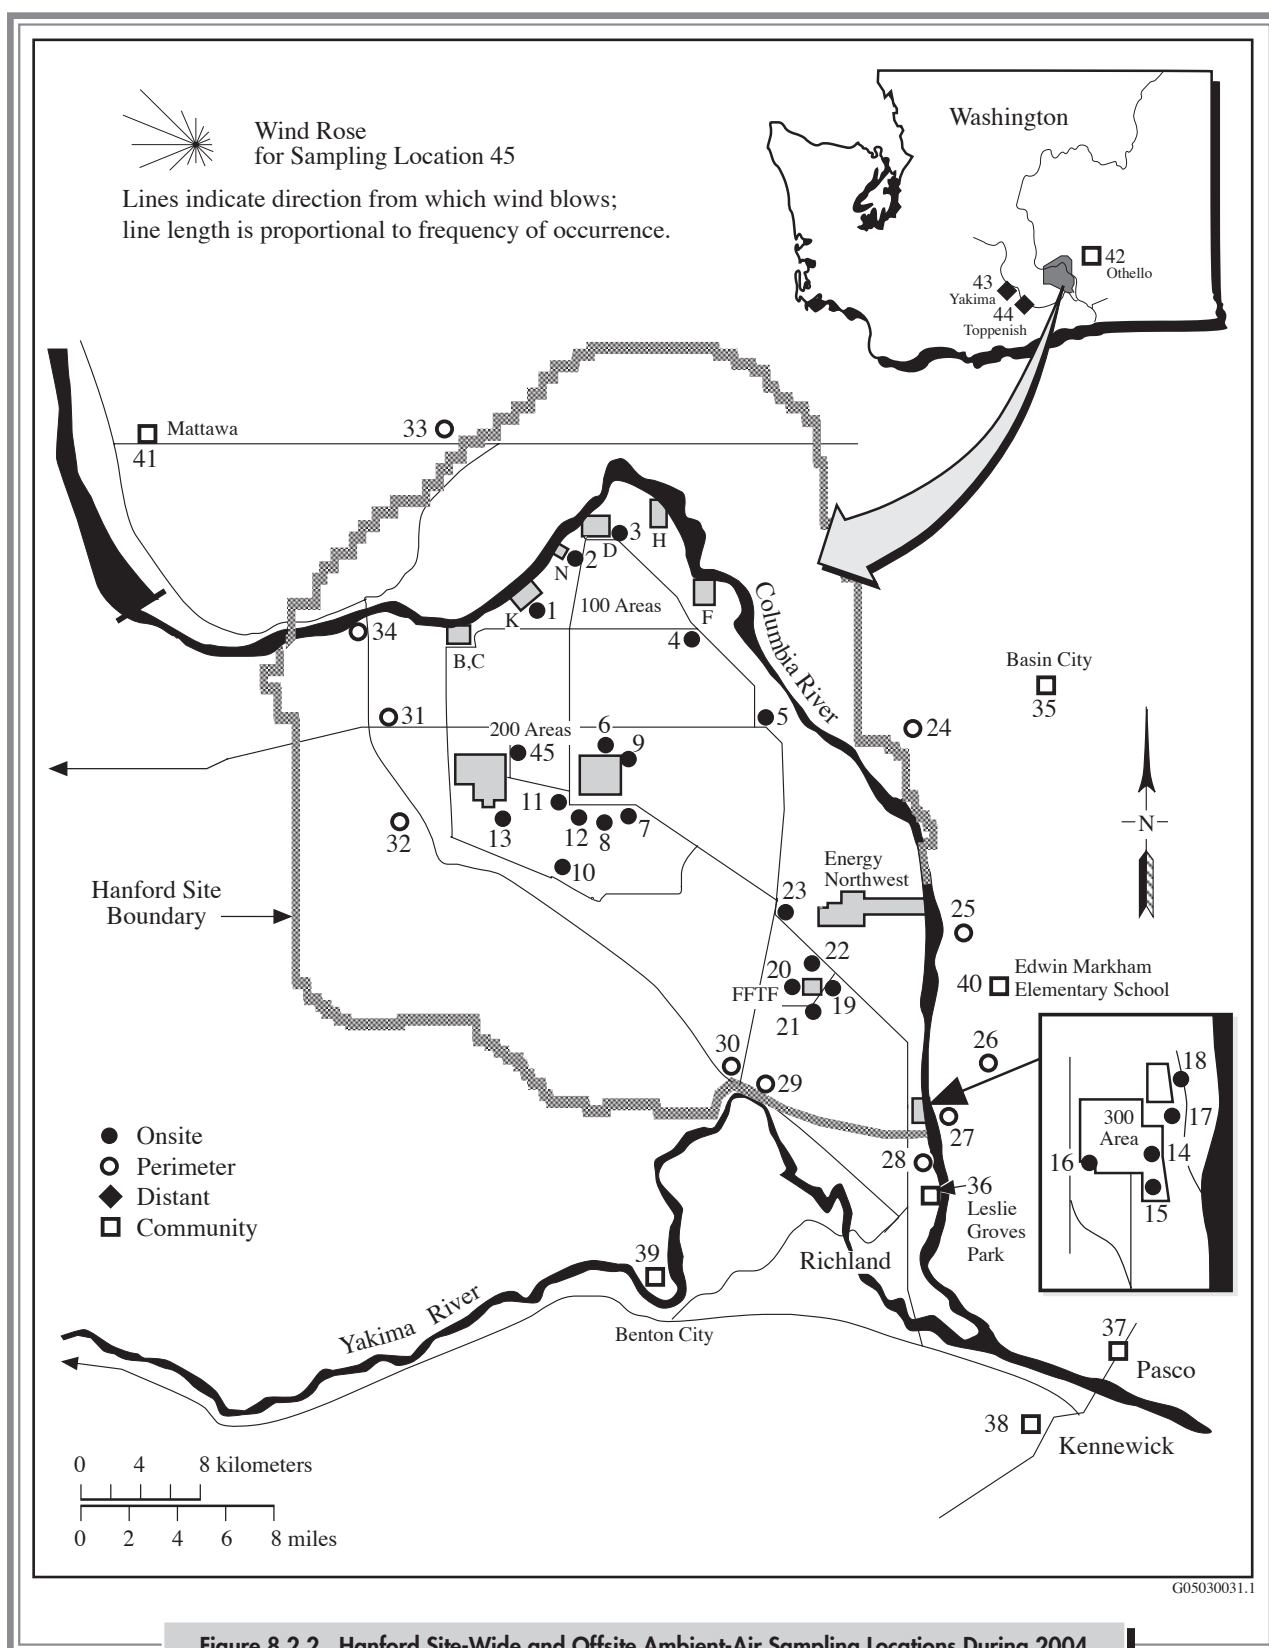 Wind Rose
for Sampling Location 45
Lines indicate direction from which wind blows;
line length is proportional to frequency of occurrence.
Washington
42
Othello
43
Yakima
44
Toppenish
33
Mattawa
41
3
D
H
2
N
1
K
100 Areas
F
Columbia River
34
B,C
4
Basin City
35
31
5
24
200 Areas
6
45
9
11
13
12
8
7
32
10
N
Energy
Northwest
Hanford Site
Boundary
23
25
22
20
FFTF
19
21
40
Edwin Markham
Elementary School
26
30
29
18
300
Area
17
14
16
15
27
28
36
Leslie
Groves
Park
Onsite
Perimeter
Distant
Community
Richland
39
Yakima River
Benton City
37
Pasco
38
Kennewick
0 4 8 kilometers
0 2 4 6 8 miles
G05030031.1
Figure 8.2.2. Hanford Site-Wide and Offsite Ambient-Air Sampling Locations During 2004